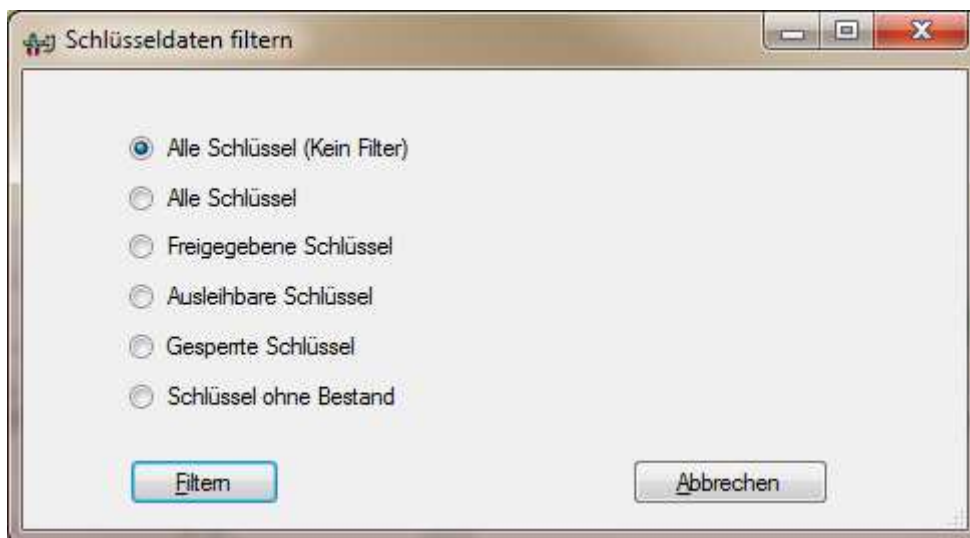 Schlüsseldaten filtern
Alle Schlüssel (Kein Filter)
Alle Schlüssel
Freigegebene Schlüssel
Ausleihbare Schlüssel
Gesperrte Schlüssel
Schlüssel ohne Bestand
Filtern
Abbrechen